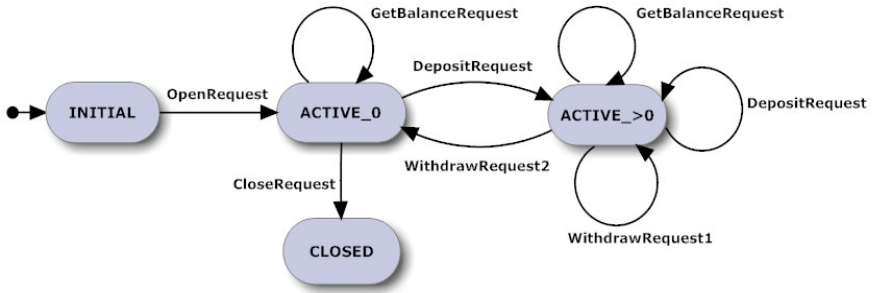 GetBalanceRequest
GetBalanceRequest
DepositRequest
OpenRequest
DepositRequest
INITIAL
ACTIVE_0
ACTIVE_>0
WithdrawRequest2
CloseRequest
WithdrawRequest1
CLOSED